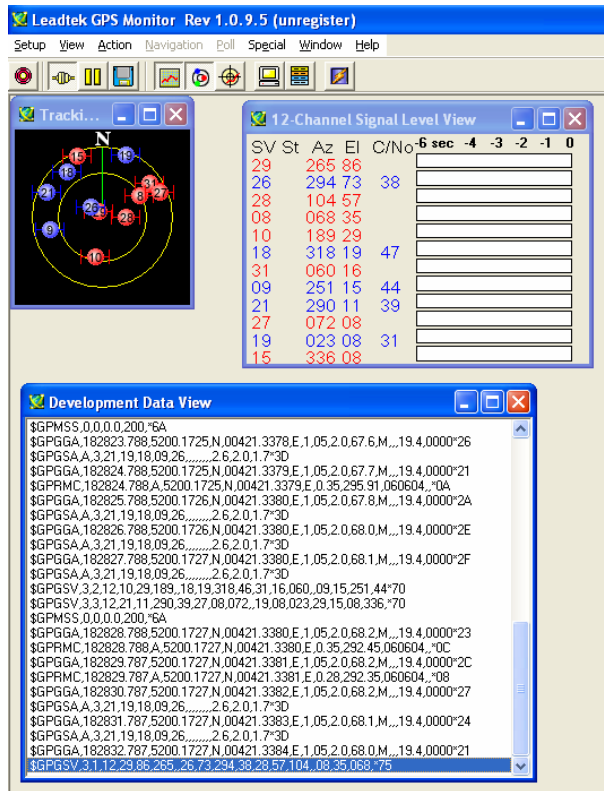 Leadtek GPS Monitor Rev 1.0.9.5 (unregister)
Setup View Action Navigation Poll Special Window Help
Tracki...
N
15
19
18
31
21
8
27
26
28
9
10
12-Channel Signal Level View
SV St Az El C/No -6 sec -4 -3 -2 -1 0
29 265 86
26 294 73 38
28 104 57
08 068 35
10 189 29
18 318 19 47
31 060 16
09 251 15 44
21 290 11 39
27 072 08
19 023 08 31
15 336 08
Development Data View
$GPMSS,0,0,0.0,200,*6A
$GPGGA,182823.788,5200.1725,N,00421.3378,E,1,05,2.0,67.6,M,,,19.4,0000*26
$GPGSA,A,3,21,19,18,09,26,,,,,,,,2.6,2.0,1.7*3D
$GPGGA,182824.788,5200.1725,N,00421.3379,E,1,05,2.0,67.7,M,,,19.4,0000*21
$GPRMC,182824.788,A,5200.1725,N,00421.3379,E,0.35,295.91,060604,,*0A
$GPGGA,182825.788,5200.1726,N,00421.3380,E,1,05,2.0,67.8,M,,,19.4,0000*2A
$GPGSA,A,3,21,19,18,09,26,,,,,,,,2.6,2.0,1.7*3D
$GPGGA,182826.788,5200.1726,N,00421.3380,E,1,05,2.0,68.0,M,,,19.4,0000*2E
$GPGSA,A,3,21,19,18,09,26,,,,,,,,2.6,2.0,1.7*3D
$GPGGA,182827.788,5200.1727,N,00421.3380,E,1,05,2.0,68.1,M,,,19.4,0000*2F
$GPGSA,A,3,21,19,18,09,26,,,,,,,,2.6,2.0,1.7*3D
$GPGSV,3,2,12,10,29,189,,18,19,318,46,31,16,060,,09,15,251,44*70
$GPGSV,3,3,12,21,11,290,39,27,08,072,,19,08,023,29,15,08,336,*70
$GPMSS,0,0,0.0,200,*6A
$GPGGA,182828.788,5200.1727,N,00421.3380,E,1,05,2.0,68.2,M,,,19.4,0000*23
$GPRMC,182828.788,A,5200.1727,N,00421.3380,E,0.35,292.45,060604,,*0C
$GPGGA,182829.787,5200.1727,N,00421.3381,E,1,05,2.0,68.2,M,,,19.4,0000*2C
$GPRMC,182829.787,A,5200.1727,N,00421.3381,E,0.28,292.35,060604,,*08
$GPGGA,182830.787,5200.1727,N,00421.3382,E,1,05,2.0,68.2,M,,,19.4,0000*27
$GPGSA,A,3,21,19,18,09,26,,,,,,,,2.6,2.0,1.7*3D
$GPGGA,182831.787,5200.1727,N,00421.3383,E,1,05,2.0,68.1,M,,,19.4,0000*24
$GPGSA,A,3,21,19,18,09,26,,,,,,,,2.6,2.0,1.7*3D
$GPGGA,182832.787,5200.1727,N,00421.3384,E,1,05,2.0,68.0,M,,,19.4,0000*21
$GPGSV,3,1,12,29,86,265,,26,73,294,38,28,57,104,,08,35,068,*75